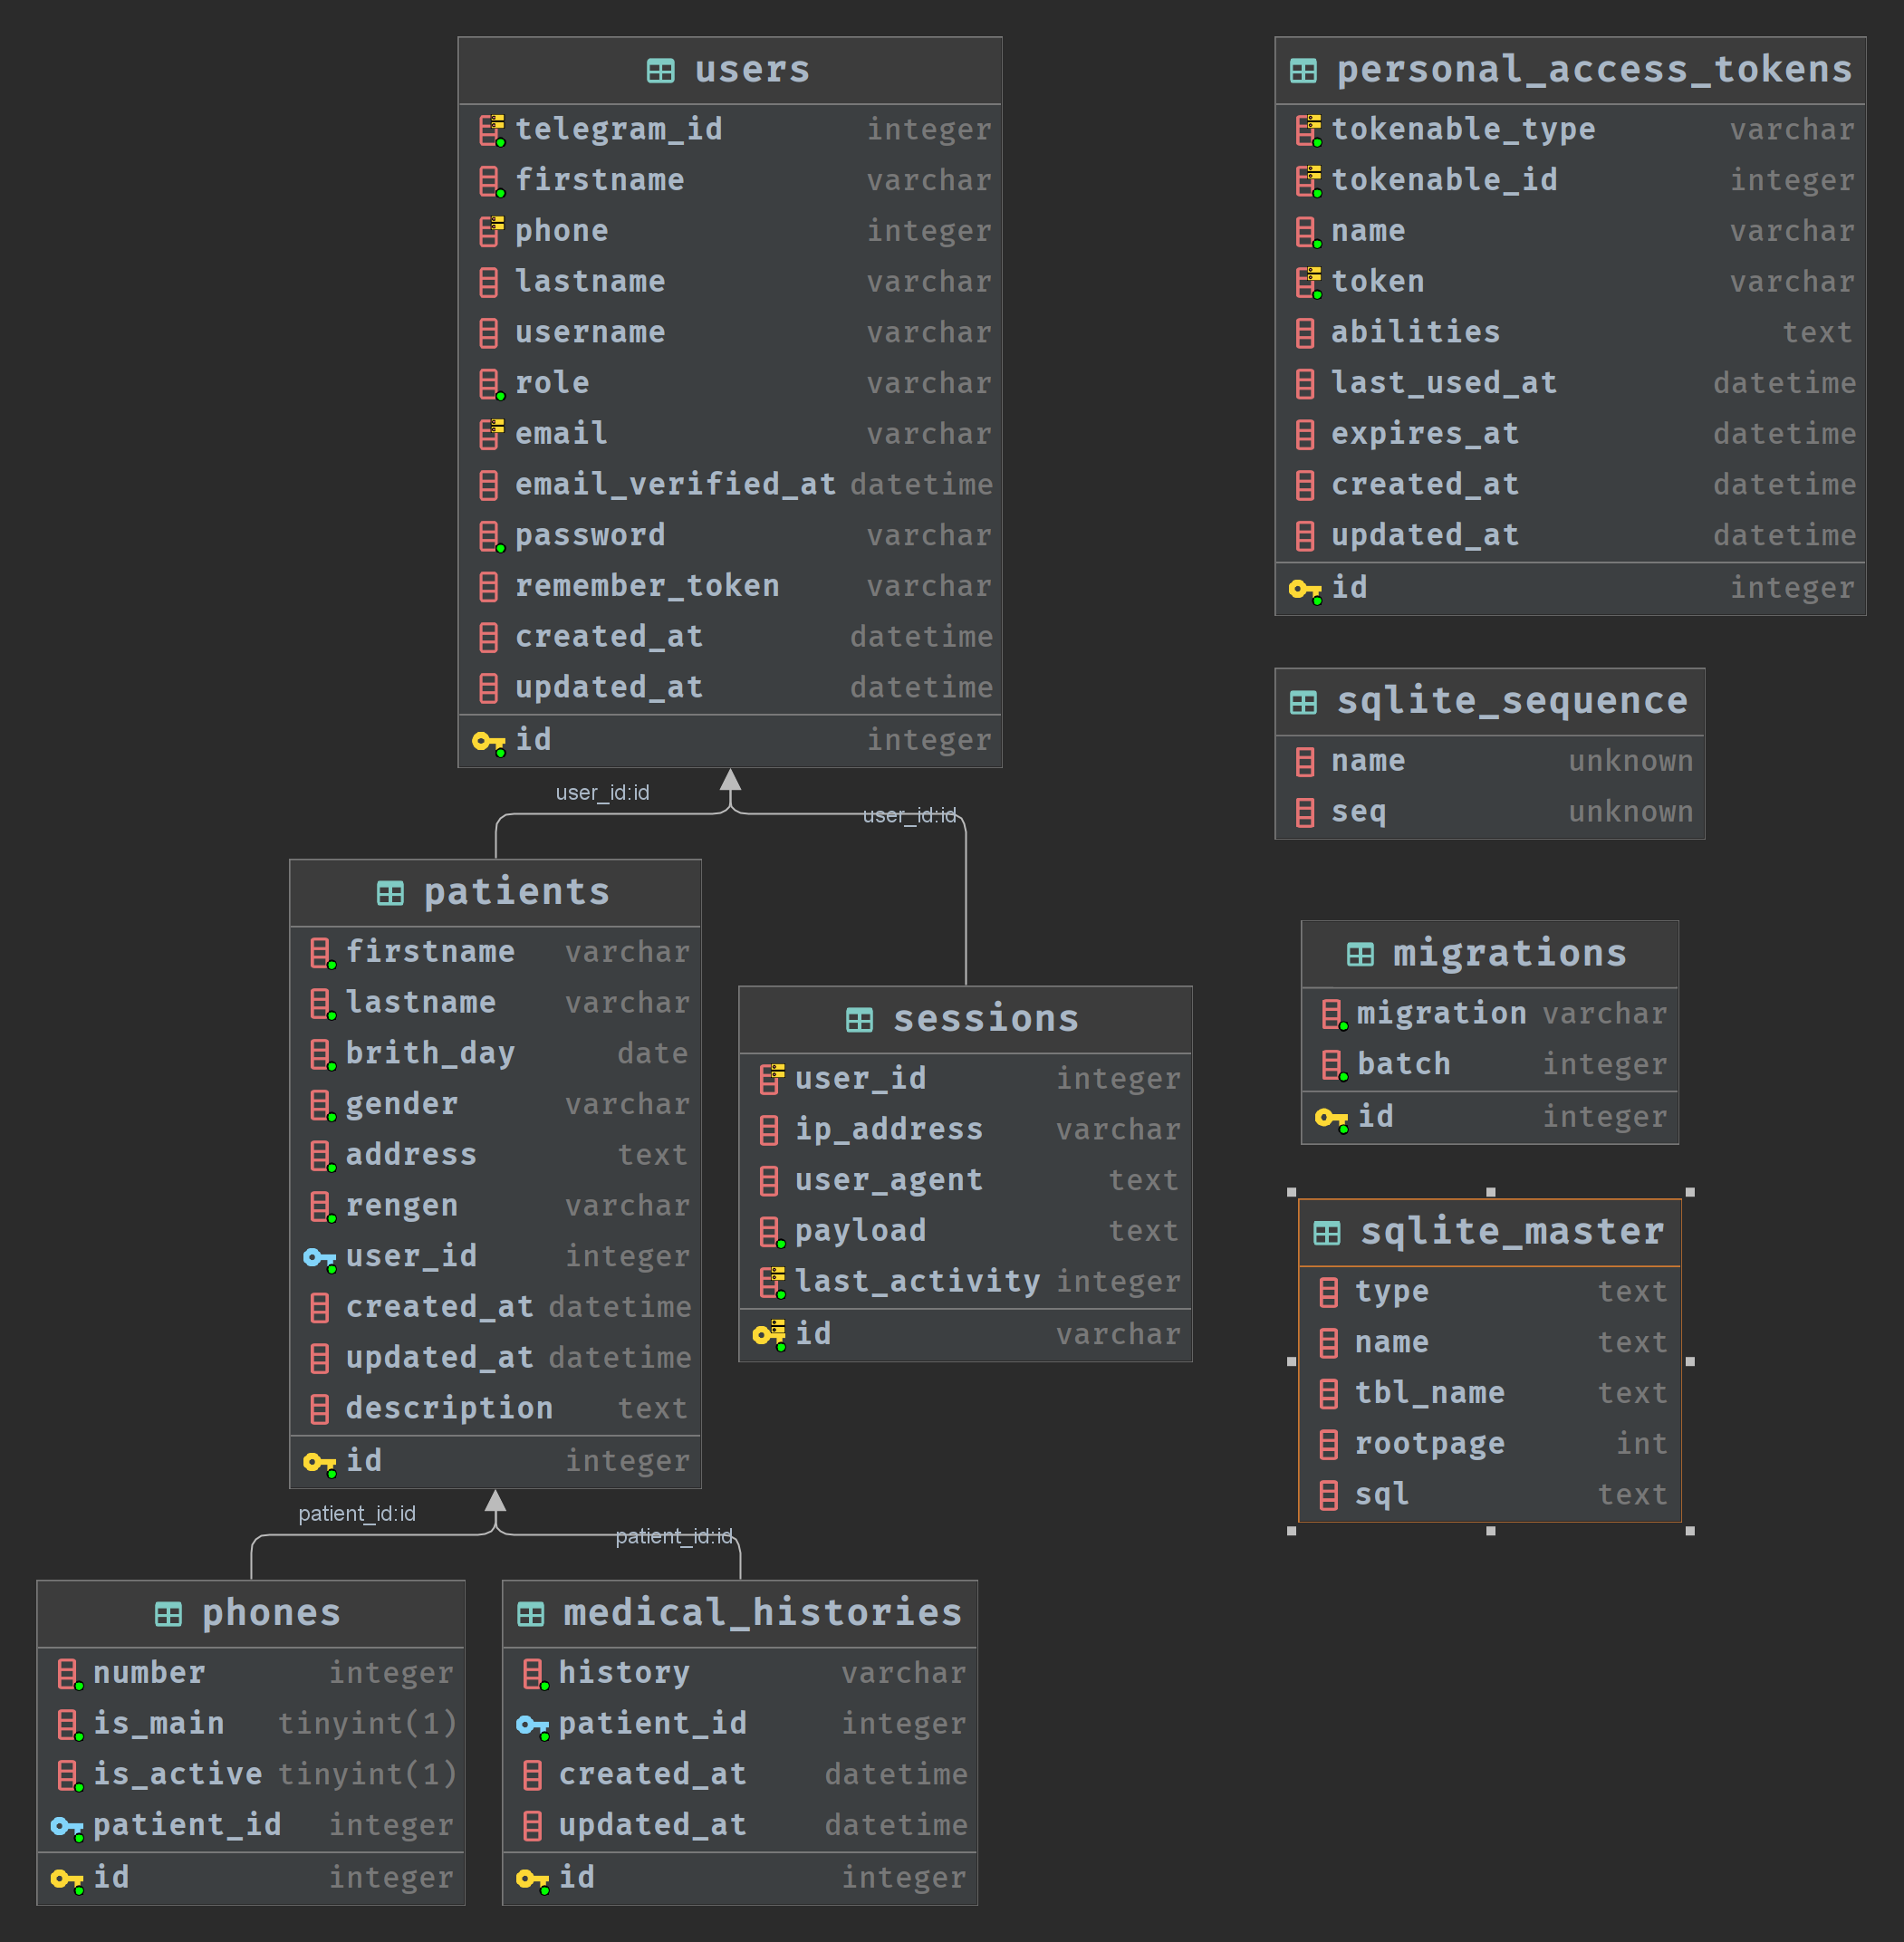 users
telegram_id integer
firstname varchar
phone integer
lastname varchar
username varchar
role varchar
email varchar
email_verified_at datetime
password varchar
remember_token varchar
created_at datetime
updated_at datetime
id integer
user_id:id
user_id:id
patients
firstname varchar
lastname varchar
brith_day date
gender varchar
address text
rengen varchar
user_id integer
created_at datetime
updated_at datetime
description text
id integer
sessions
user_id integer
ip_address varchar
user_agent text
payload text
last_activity integer
id varchar
patient_id:id
patient_id:id
phones
number integer
is_main tinyint(1)
is_active tinyint(1)
patient_id integer
id integer
medical_histories
history varchar
patient_id integer
created_at datetime
updated_at datetime
id integer
personal_access_tokens
tokenable_type varchar
tokenable_id integer
name varchar
token varchar
abilities text
last_used_at datetime
expires_at datetime
created_at datetime
updated_at datetime
id integer
sqlite_sequence
name unknown
seq unknown
migrations
migration varchar
batch integer
id integer
sqlite_master
type text
name text
tbl_name text
rootpage int
sql text